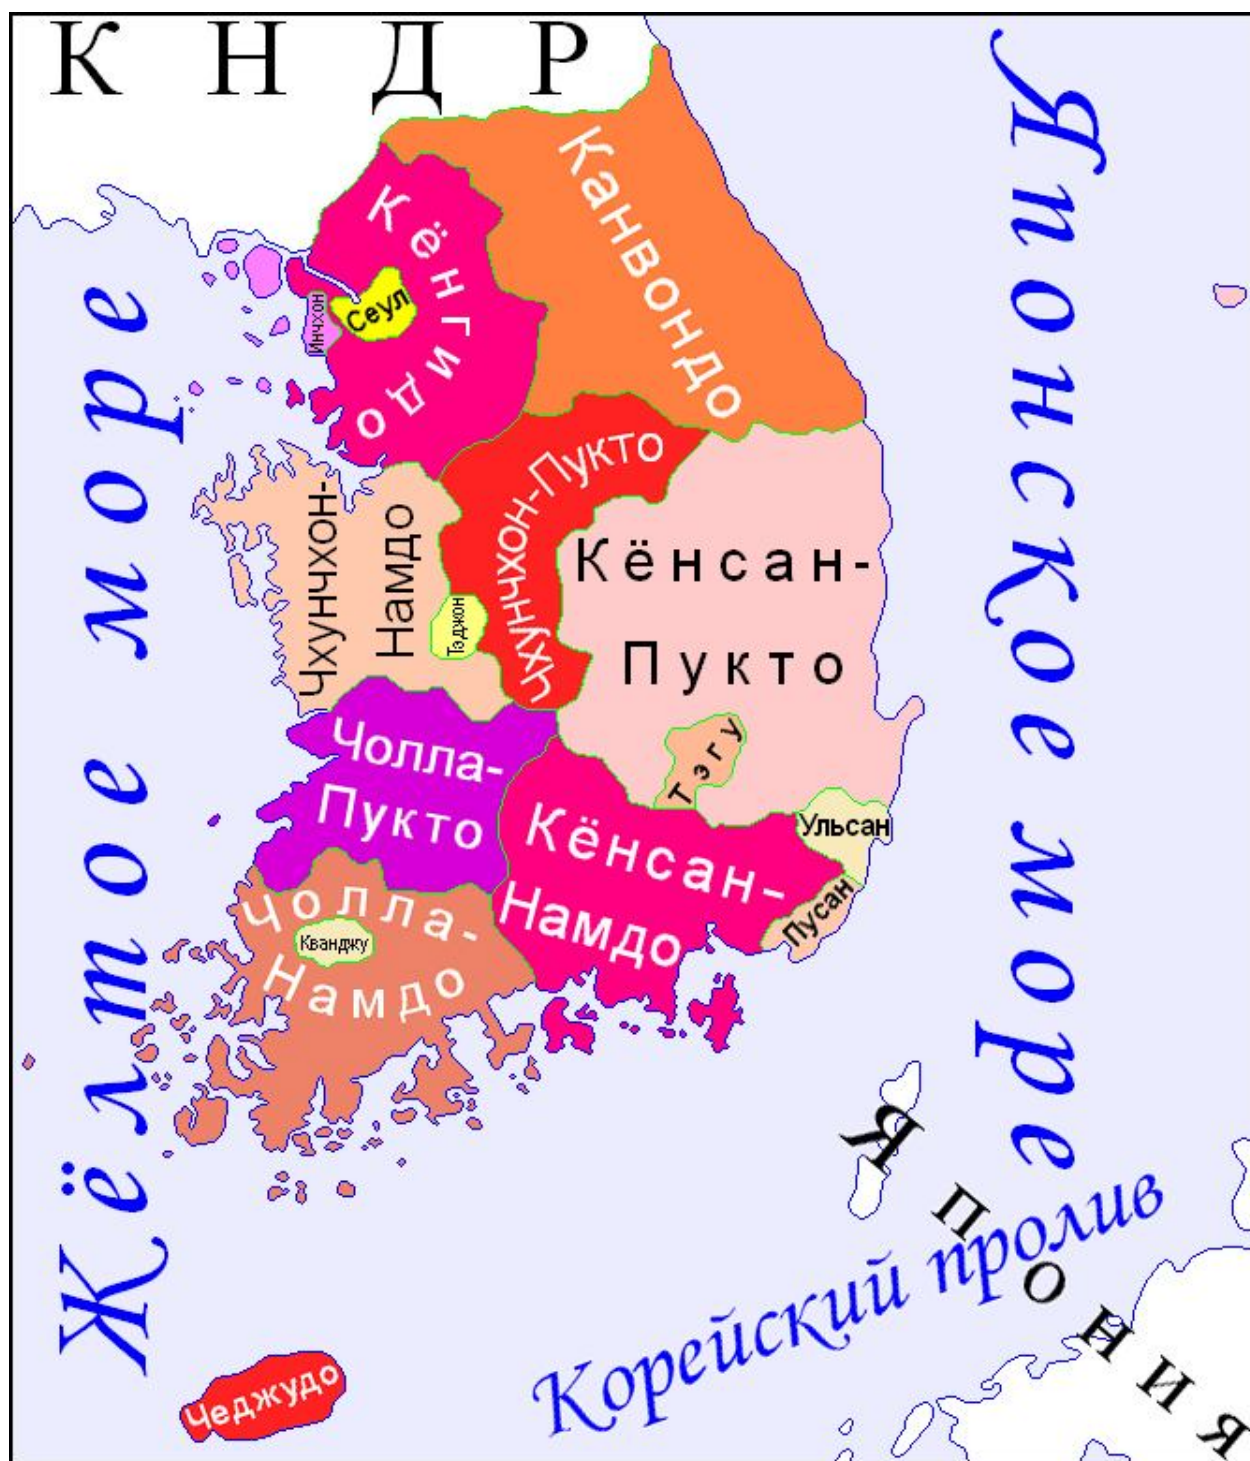 К Н Д Р
Канвондо
Кёнгидо
Сеул
Инчхон
Чхунчхон-Пукто
Чхунчхон-
Намдо
Тэджон
Кёнсан-
Пукто
Тэгу
Ульсан
Пусан
Чолла-
Пукто
Кёнсан-
Намдо
Чолла-
Намдо
Кванджу
Чеджудо
Жёлтое море
Японское море
Корейский пролив
Япония